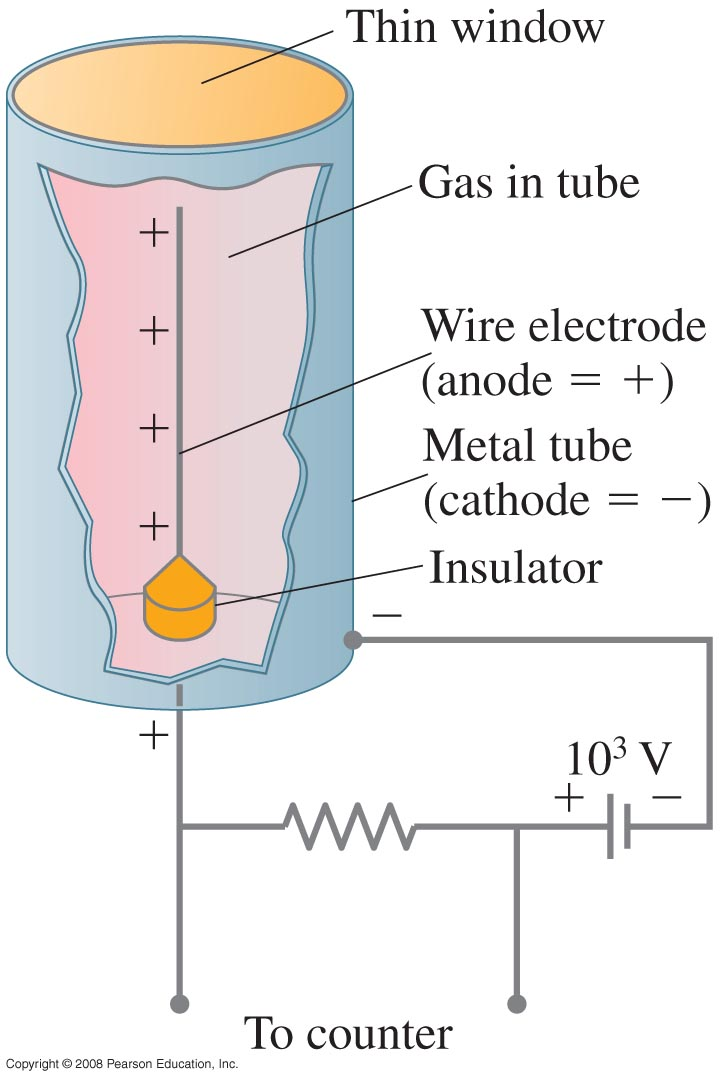 Thin window
Gas in tube
+
+
Wire electrode
(anode = +)
+
Metal tube
(cathode = −)
+
Insulator
−
+
10³ V
+ −
To counter
Copyright © 2008 Pearson Education, Inc.